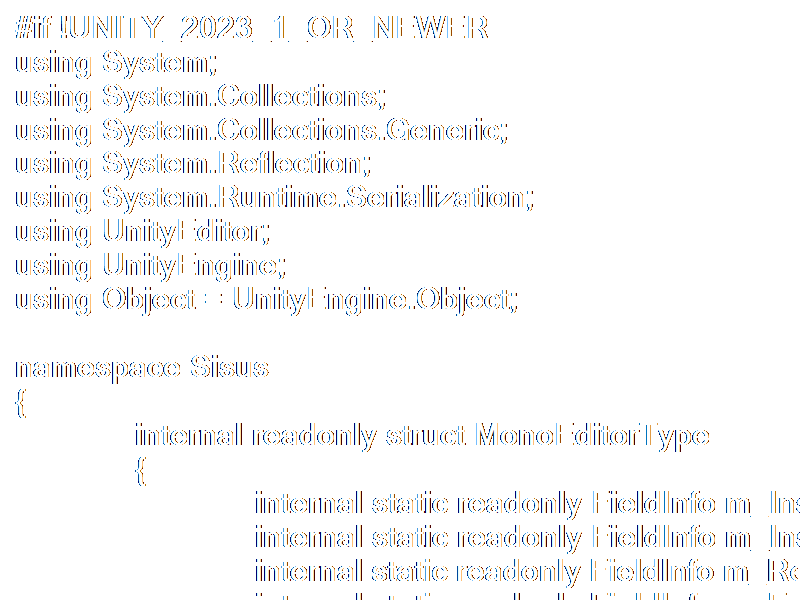 #if !UNITY_2023_1_OR_NEWER
using System;
using System.Collections;
using System.Collections.Generic;
using System.Reflection;
using System.Runtime.Serialization;
using UnityEditor;
using UnityEngine;
using Object = UnityEngine.Object;
namespace Sisus
{
internal readonly struct MonoEditorType
{
internal static readonly FieldInfo m_Ins
internal static readonly FieldInfo m_Ins
internal static readonly FieldInfo m_Re